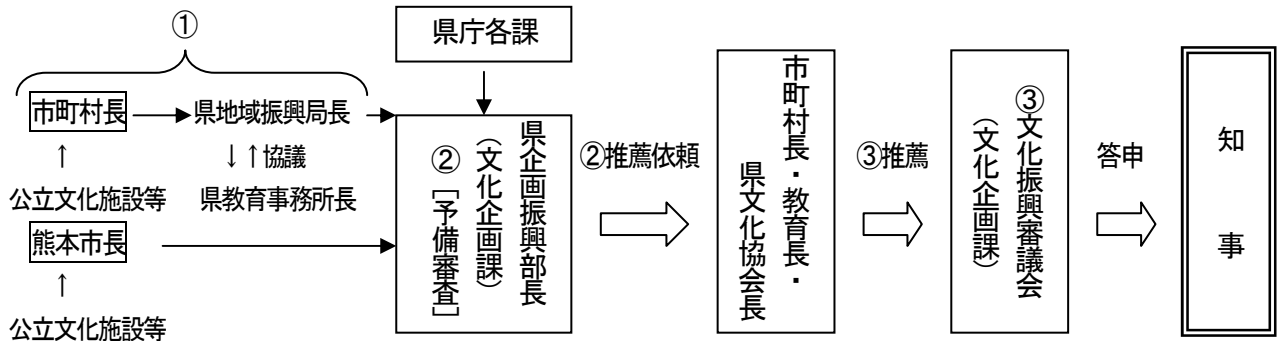 ①
県庁各課
市町村長
県地域振興局長
↑
↓↑協議
公立文化施設等
県教育事務所長
熊本市長
↑
公立文化施設等
県企画振興部長
（文化企画課）
②［予備審査］
②推薦依頼
市町村長・教育長・
県文化協会長
③推薦
③文化振興審議会
（文化企画課）
答申
知事